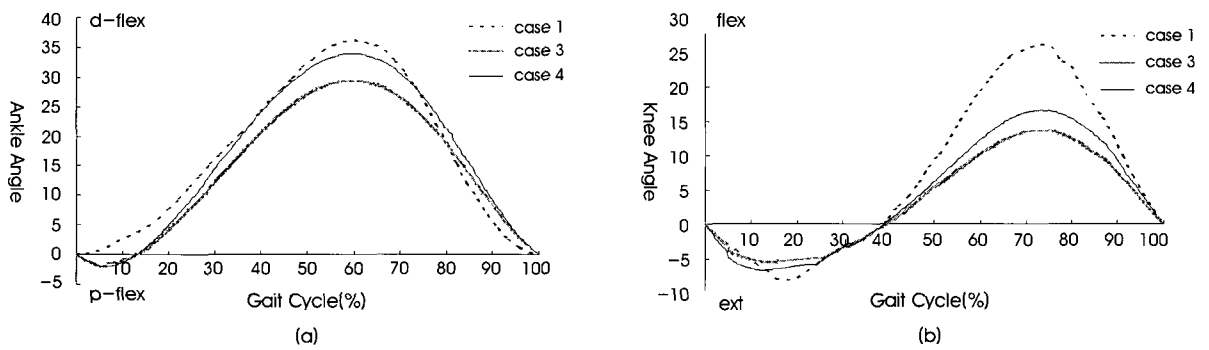 d-flex
case 1
case 3
case 4
Ankle Angle
40
35
30
25
20
15
10
5
0
-5
10 20 30 40 50 60 70 80 90 100
p-flex
Gait Cycle(%)
(a)
flex
case 1
case 3
case 4
Knee Angle
30
25
20
15
10
5
0
-5
-10
10 20 30 40 50 60 70 80 90 100
ext
Gait Cycle(%)
(b)